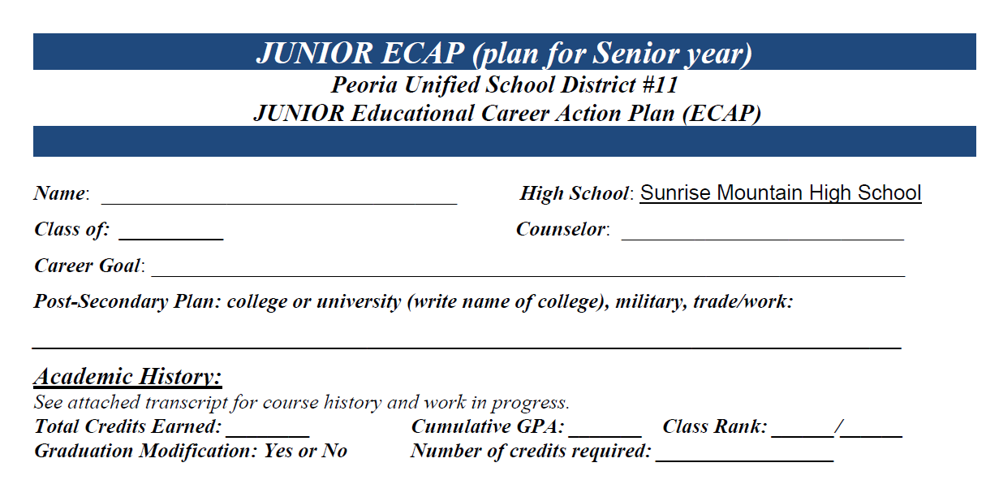 JUNIOR ECAP (plan for Senior year)
Peoria Unified School District #11
JUNIOR Educational Career Action Plan (ECAP)
Name: ___________________________________ High School: Sunrise Mountain High School
Class of: __________ Counselor: ____________________________
Career Goal: __________________________________________________________________________
Post-Secondary Plan: college or university (write name of college), military, trade/work:
_____________________________________________________________________________________
Academic History:
See attached transcript for course history and work in progress.
Total Credits Earned: ________ Cumulative GPA: _______ Class Rank: ______/______
Graduation Modification: Yes or No Number of credits required: _________________